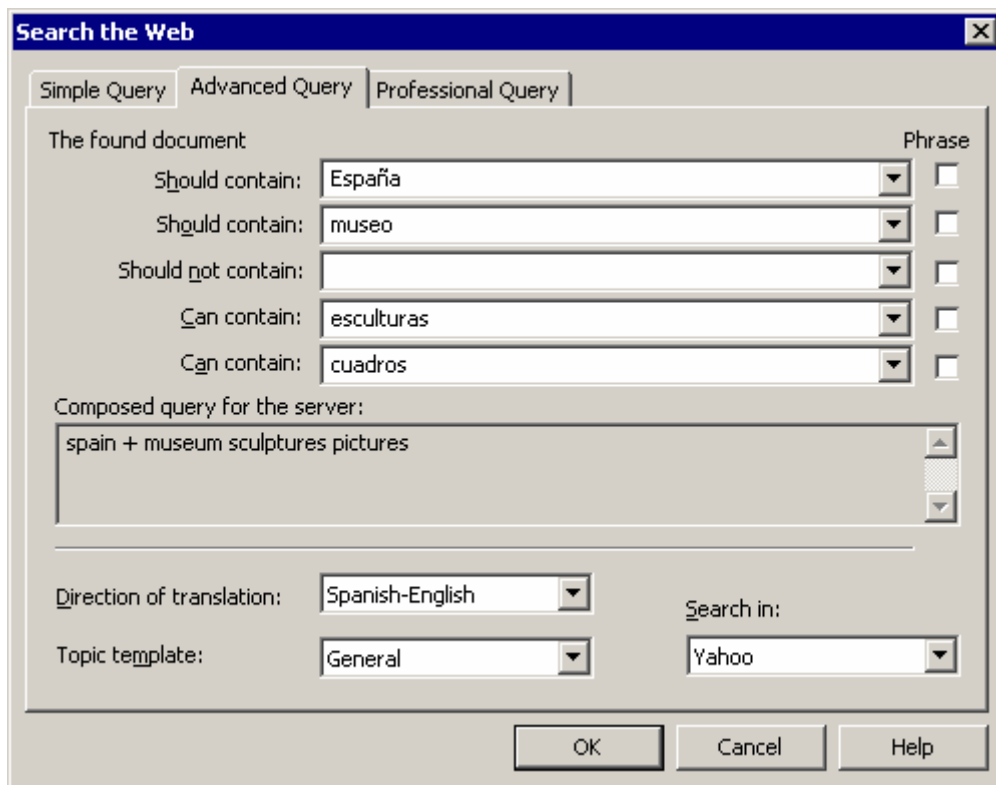 Search the Web
Simple Query Advanced Query Professional Query
The found document Phrase
Should contain: España
Should contain: museo
Should not contain:
Can contain: esculturas
Can contain: cuadros
Composed query for the server:
spain + museum sculptures pictures
Direction of translation: Spanish-English
Search in:
Topic template: General Yahoo
OK Cancel Help